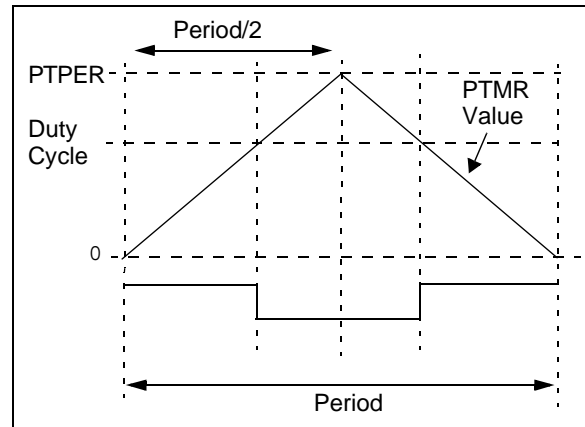 Period/2
PTPER
PTMR
Value
Duty
Cycle
0
Period